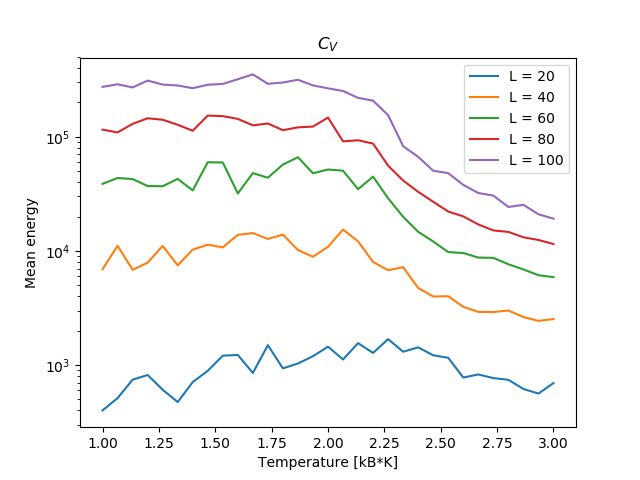 C_V
Mean energy
10^5
10^4
10^3
L = 20
L = 40
L = 60
L = 80
L = 100
1.00 1.25 1.50 1.75 2.00 2.25 2.50 2.75 3.00
Temperature [kB*K]